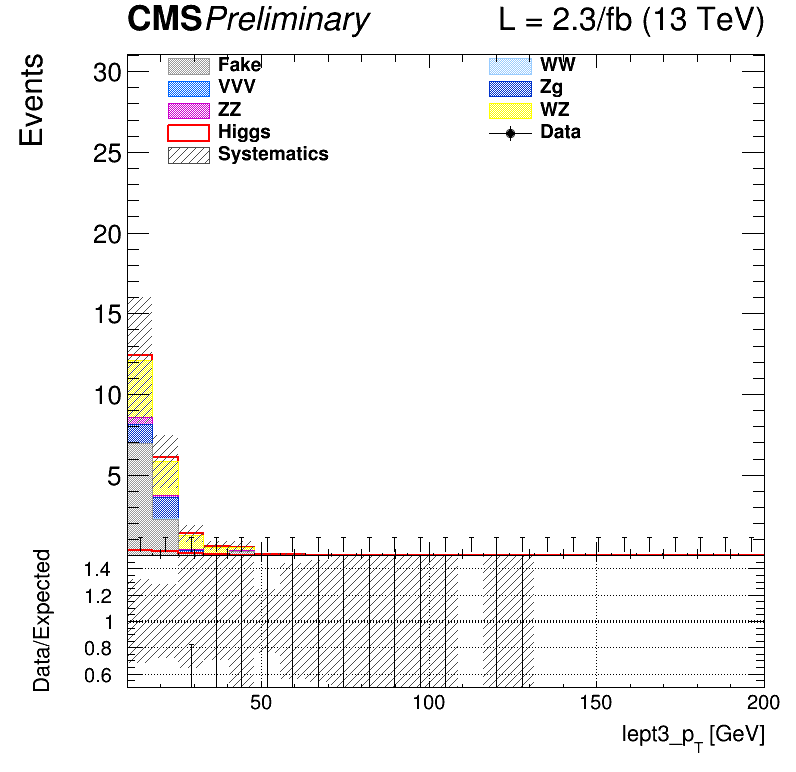 CMS Preliminary L = 2.3/fb (13 TeV)
Events
30
25
20
15
10
5
Fake
VVV
ZZ
Higgs
Systematics
WW
Zg
WZ
Data
Data/Expected
1.4
1.2
1
0.8
0.6
50 100 150 200
lept3_p_T [GeV]